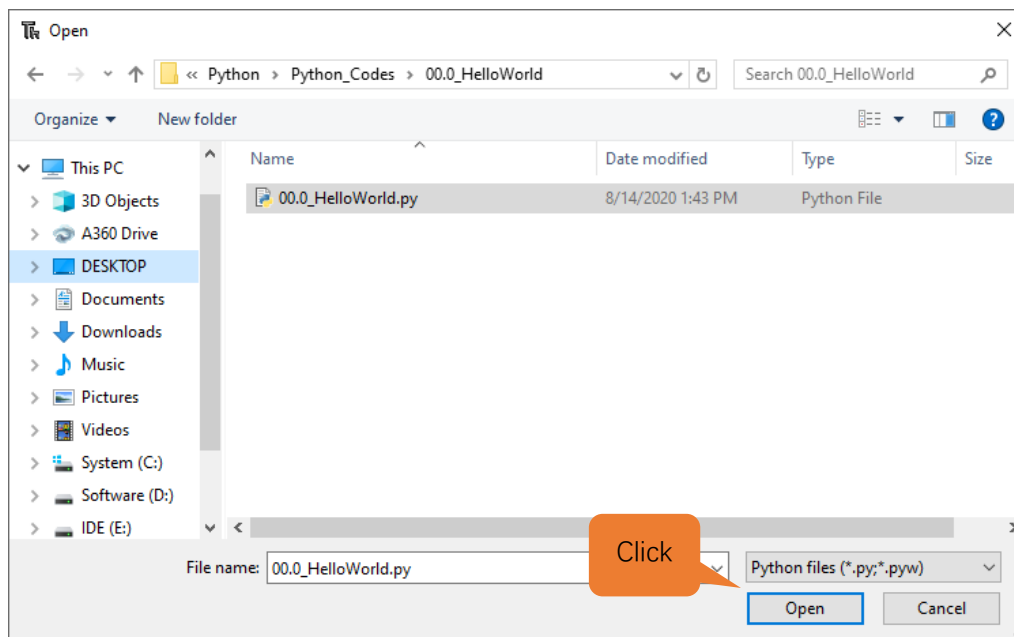 Open
« Python > Python_Codes > 00.0_HelloWorld
Search 00.0_HelloWorld
Organize
New folder
?
Name
Date modified
Type
Size
This PC
3D Objects
A360 Drive
DESKTOP
Documents
Downloads
Music
Pictures
Videos
System (C:)
Software (D:)
IDE (E:)
00.0_HelloWorld.py
8/14/2020 1:43 PM
Python File
Click
File name:
00.0_HelloWorld.py
Python files (*.py;*.pyw)
Open
Cancel